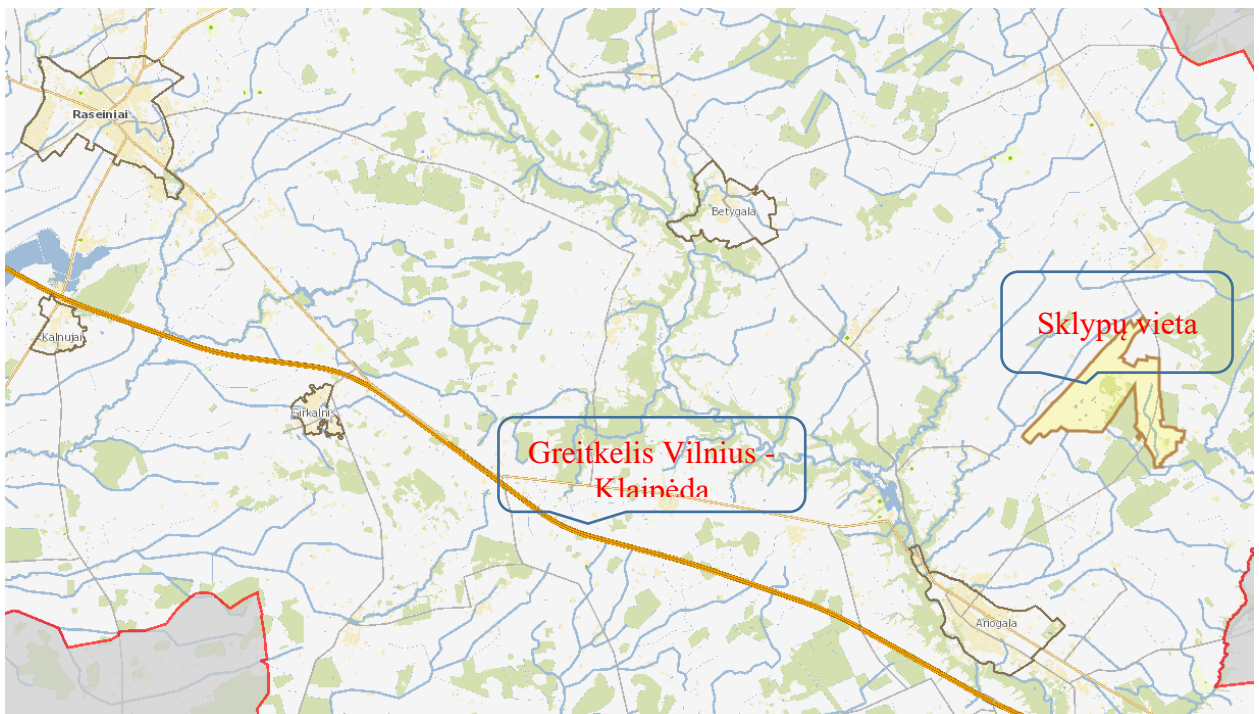 Raseiniai
Betygala
Sklypų vieta
Kalnujai
Girkalnis
Greitkelis Vilnius -
Klaipėda
Ariogala